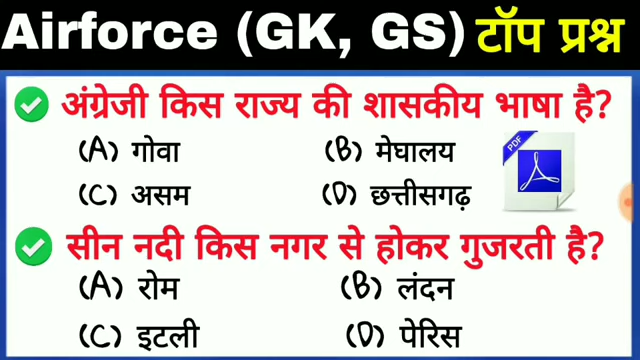 Airforce (GK, GS) टॉप प्रश्न
अंग्रेजी किस राज्य की शासकीय भाषा है?
(A) गोवा (B) मेघालय
(C) असम (D) छत्तीसगढ़
PDF
सीन नदी किस नगर से होकर गुजरती है?
(A) रोम (B) लंदन
(C) इटली (D) पेरिस